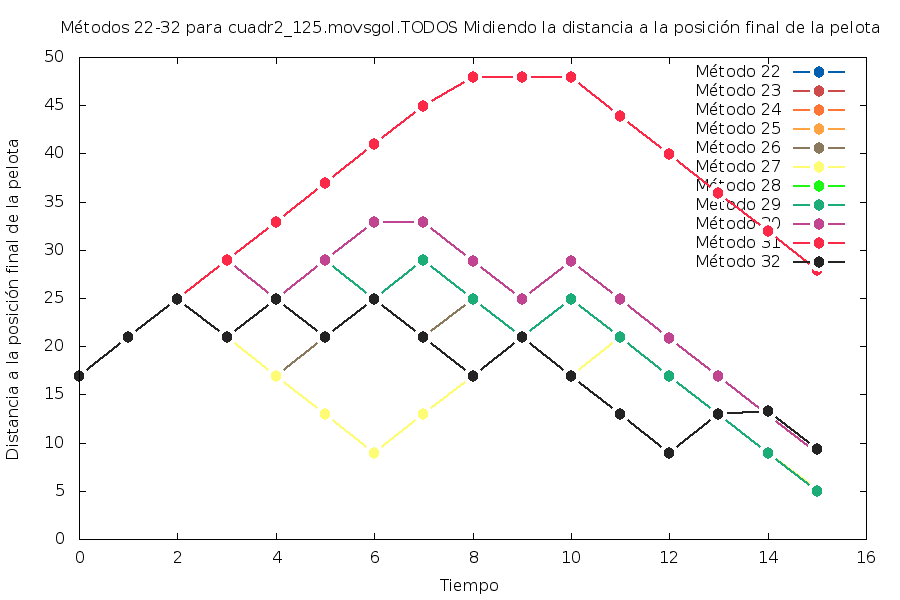 Métodos 22-32 para cuadr2_125.movsgol.TODOS Midiendo la distancia a la posición final de la pelota
50
45
40
35
30
25
20
15
10
5
0
Distancia a la posición final de la pelota
Método 22
Método 23
Método 24
Método 25
Método 26
Método 27
Método 28
Método 29
Método 30
Método 31
Método 32
0 2 4 6 8 10 12 14 16
Tiempo